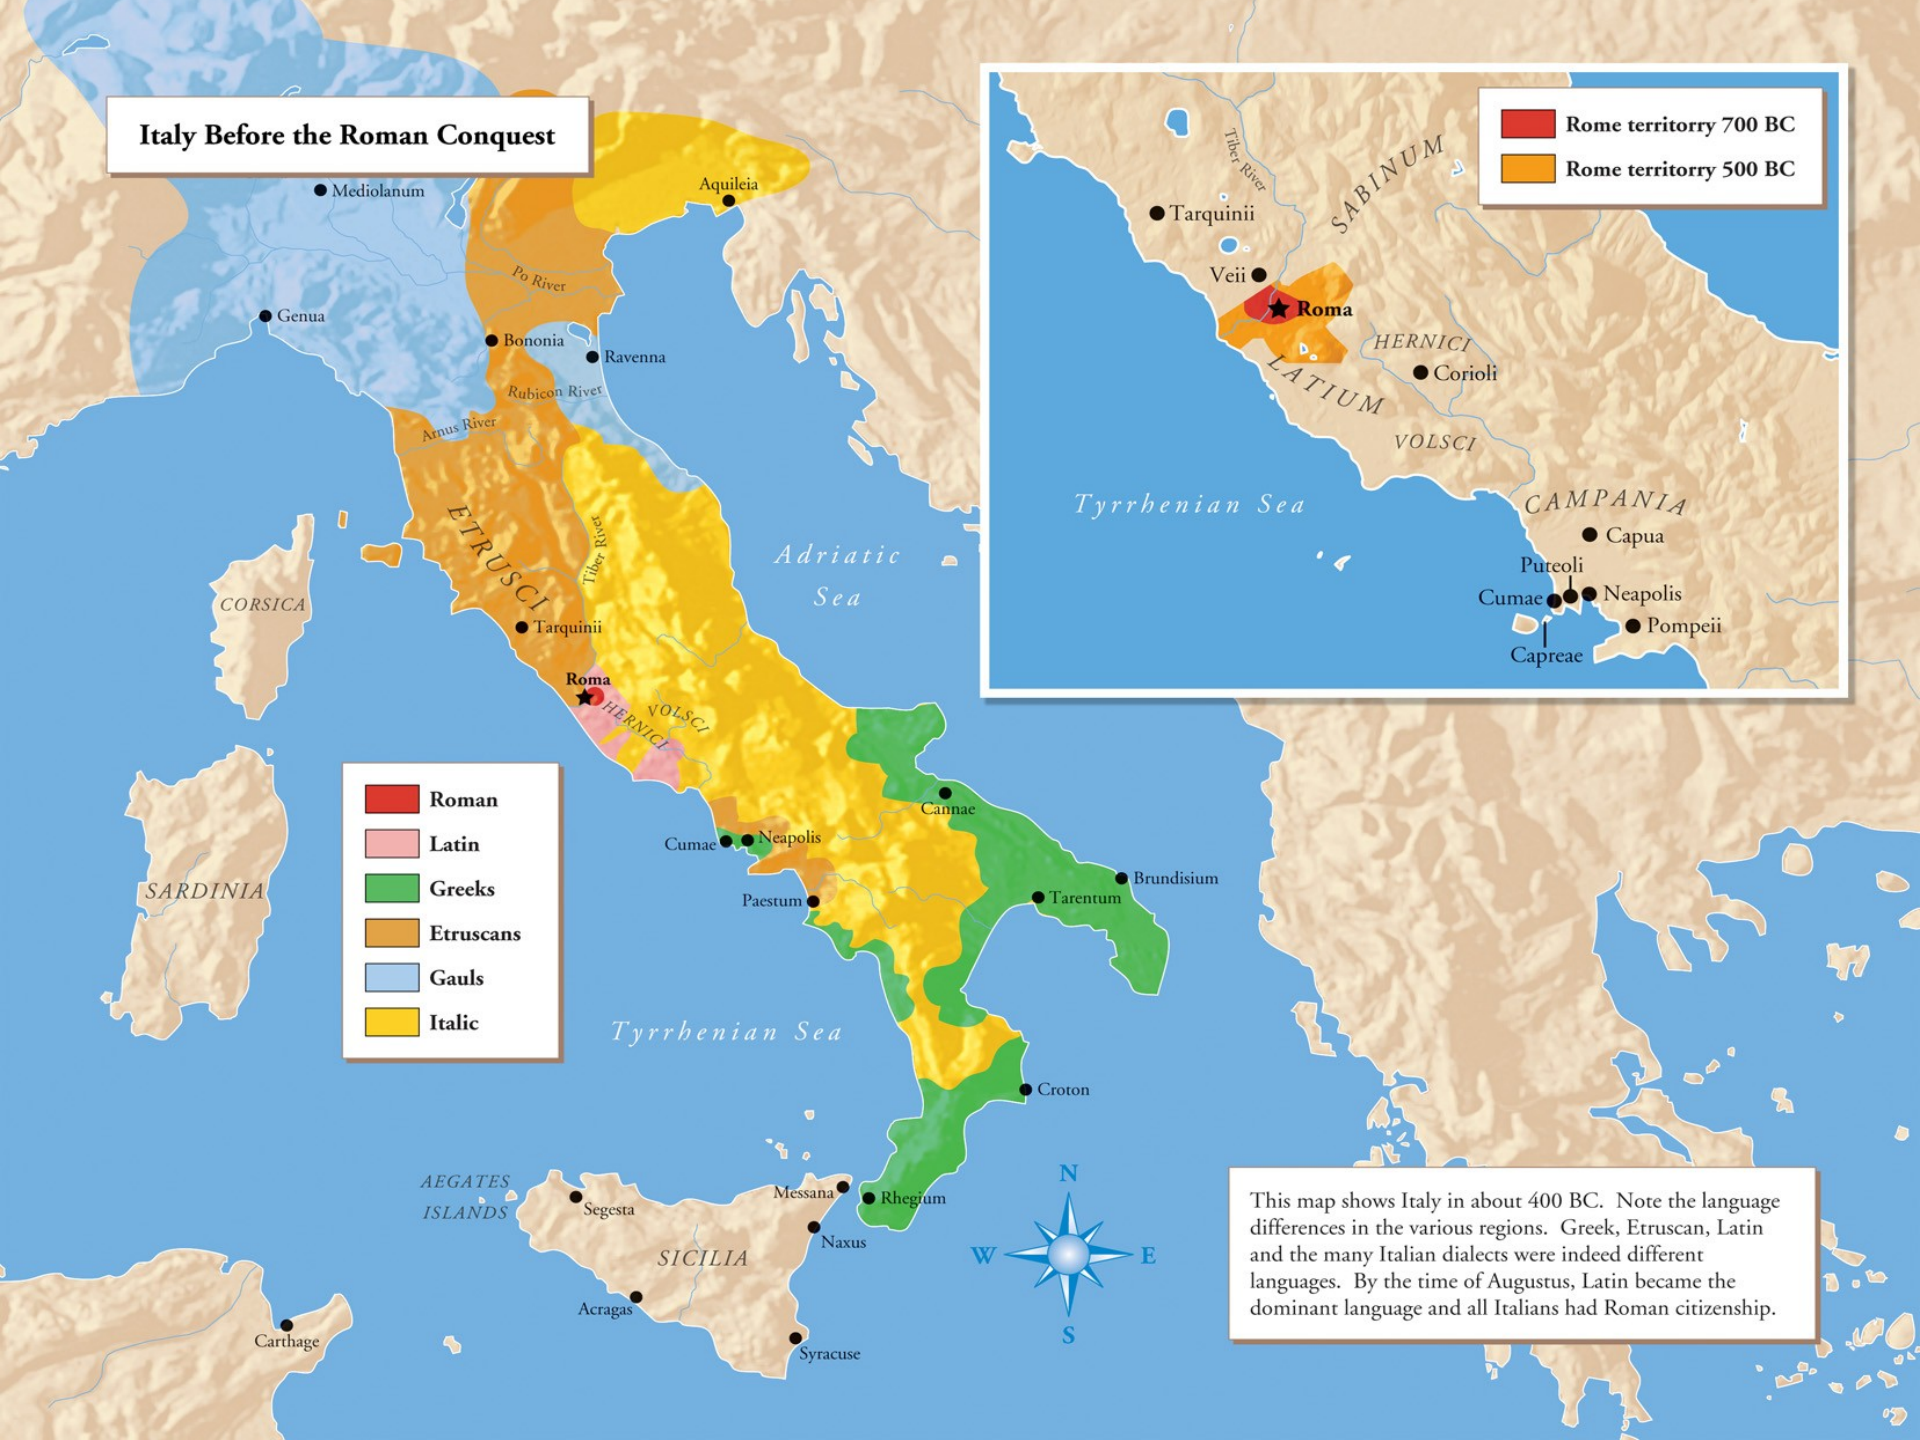 Italy Before the Roman Conquest
Mediolanum
Aquileia
Po River
Genua
Bononia
Ravenna
Rubicon River
Arnus River
ETRUSCI
Tiber River
Adriatic
Sea
CORSICA
Tarquinii
Roma
HERNICI
VOLSCI
Roman
Latin
Greeks
Etruscans
Gauls
Italic
SARDINIA
Cannae
Cumae
Neapolis
Paestum
Brundisium
Tarentum
Tyrrhenian Sea
Croton
AEGATES
ISLANDS
Segesta
Messana
Rhegium
Naxus
SICILIA
Acragas
Syracuse
Carthage
N
W
E
S
Rome territorry 700 BC
Rome territorry 500 BC
Tiber River
SABINUM
Tarquinii
Veii
Roma
HERNICI
Corioli
LATIUM
VOLSCI
Tyrrhenian Sea
CAMPANIA
Capua
Puteoli
Cumae
Neapolis
Pompeii
Capreae
This map shows Italy in about 400 BC. Note the language
differences in the various regions. Greek, Etruscan, Latin
and the many Italian dialects were indeed different
languages. By the time of Augustus, Latin became the
dominant language and all Italians had Roman citizenship.